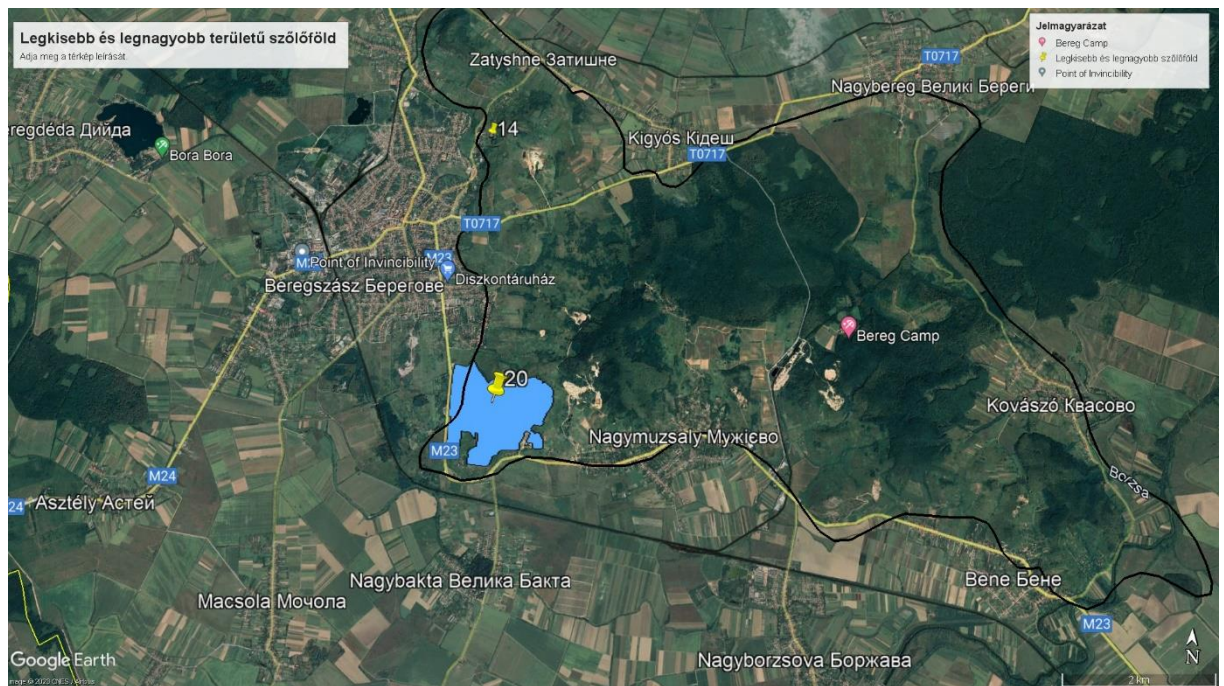 Legkisebb és legnagyobb területű szőlőföld
Adja meg a térkép leírását.
Jelmagyarázat
Bereg Camp
Legkisebb és legnagyobb szőlőföld
Point of Invincibility
Zatyshne Затишне
T0717
Nagybereg Великі Береги
eregdéda Дийда
14
Bora Bora
Kigyós Кідеш
T0717
T0717
M23
Point of Invincibility
Diszkontáruház
Beregszász Берегове
Bereg Camp
20
Kovászó Квасово
Nagymuzsaly Мужієво
M23
M24
Borzsa
24
Asztély Астей
Nagybakta Велика Бакта
Bene Бене
Macsola Мочола
M23
N
Nagyborzsova Боржава
Google Earth
2 km